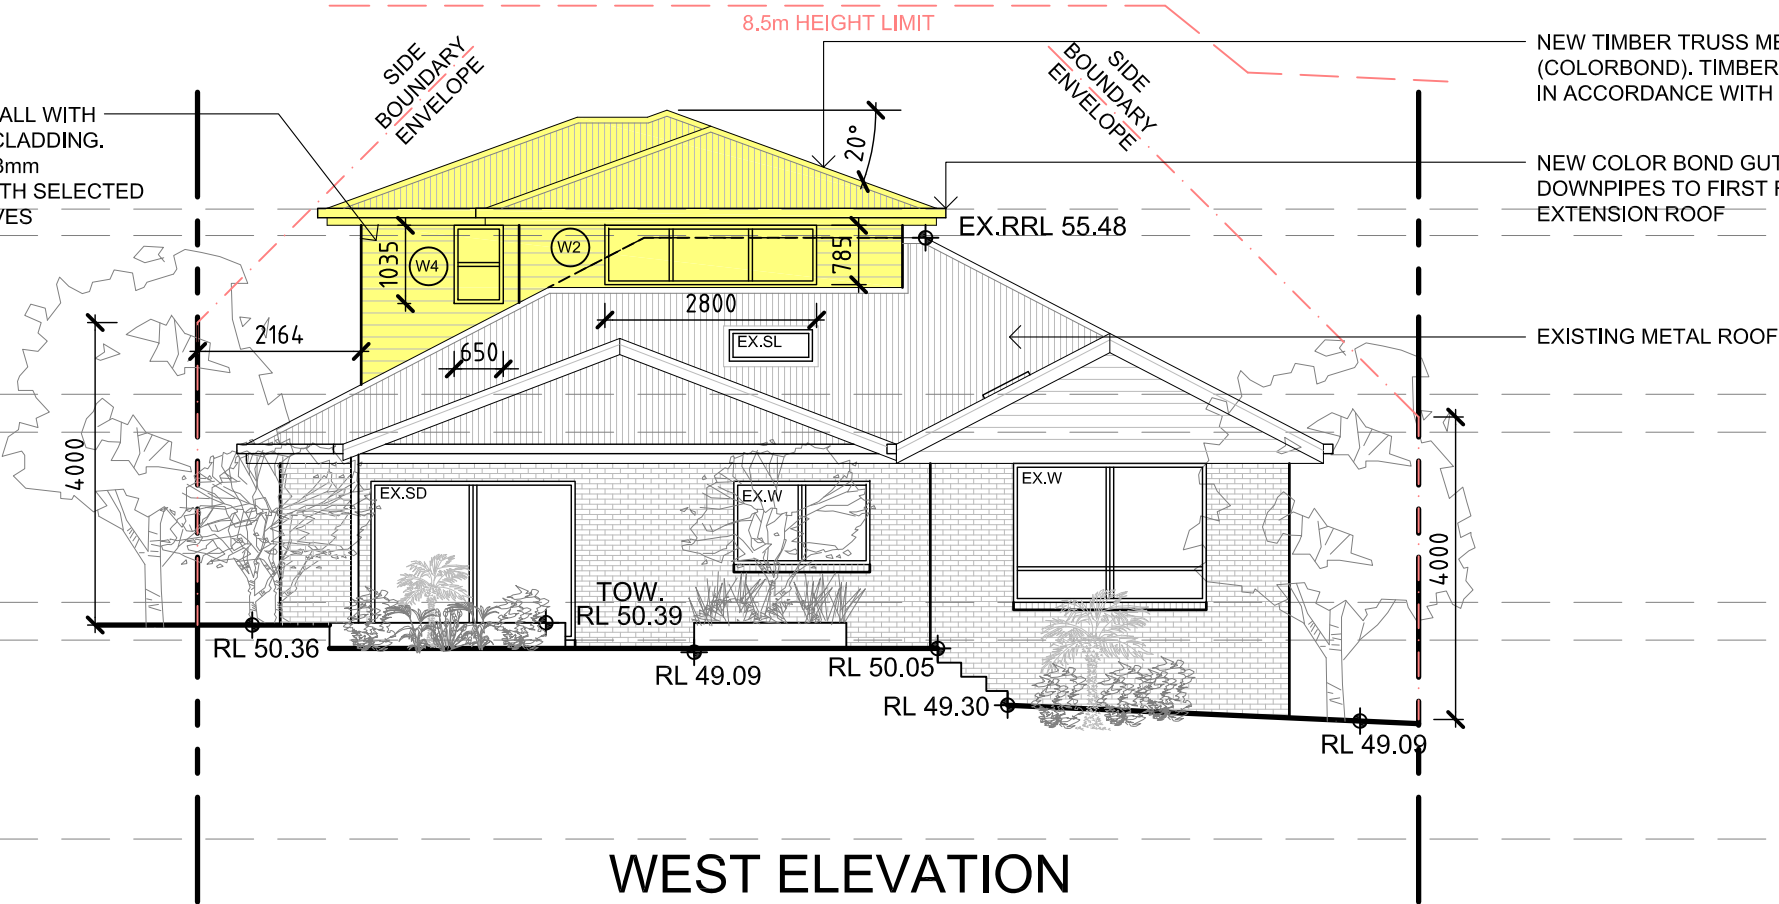 8.5m HEIGHT LIMIT
SIDE
BOUNDARY
ENVELOPE
SIDE
BOUNDARY
ENVELOPE
NEW TIMBER TRUSS ME
(COLORBOND). TIMBER
IN ACCORDANCE WITH
ALL WITH
CLADDING.
3mm
TH SELECTED
VES
20°
NEW COLOR BOND GUT
DOWNPIPES TO FIRST F
EXTENSION ROOF
EX.RRL 55.48
1035
W4
W2
785
2800
2164
650
EX.SL
EXISTING METAL ROOF
4000
EX.SD
EX.W
EX.W
4000
TOW.
RL 50.39
RL 50.36
RL 49.09
RL 50.05
RL 49.30
RL 49.09
WEST ELEVATION